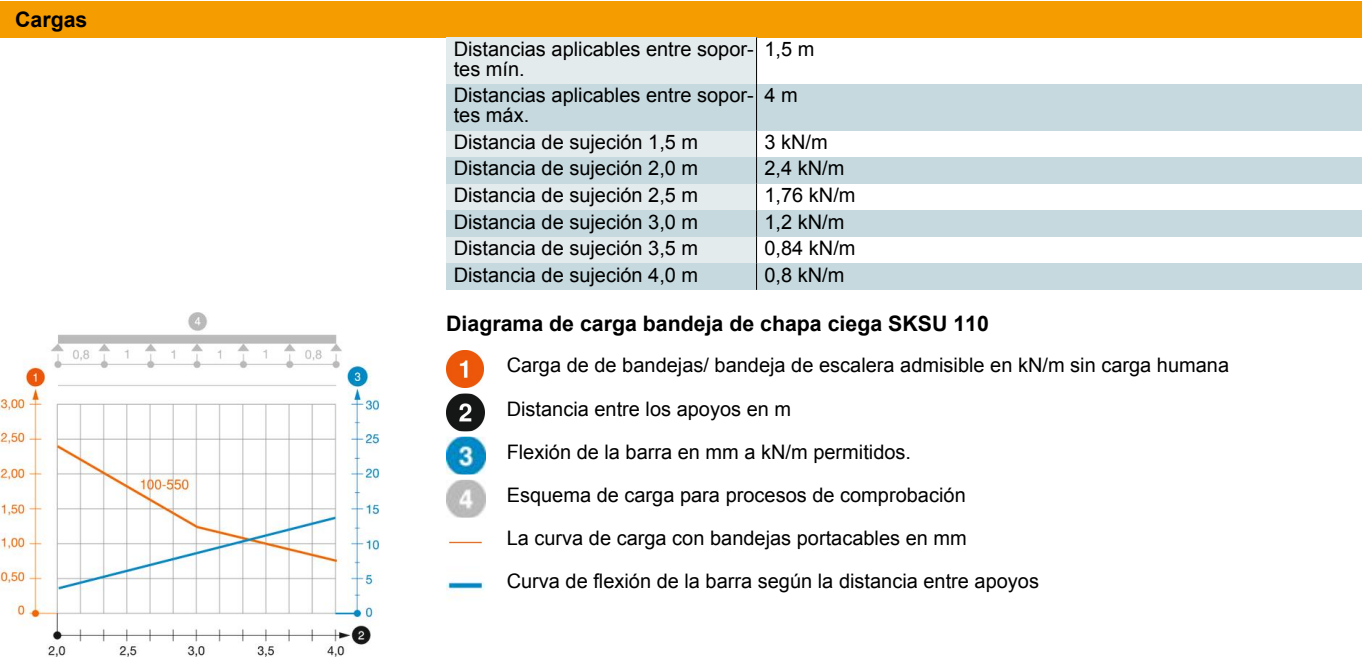 Cargas
Distancias aplicables entre sopor-
tes mín.
1,5 m
Distancias aplicables entre sopor-
tes máx.
4 m
Distancia de sujeción 1,5 m 3 kN/m
Distancia de sujeción 2,0 m 2,4 kN/m
Distancia de sujeción 2,5 m 1,76 kN/m
Distancia de sujeción 3,0 m 1,2 kN/m
Distancia de sujeción 3,5 m 0,84 kN/m
Distancia de sujeción 4,0 m 0,8 kN/m
4
0,8 1 1 1 1 0,8
1 3
3,00 30
2,50 25
2,00 20
100-550
1,50 15
1,00 10
0,50 5
0 0
2
2,0 2,5 3,0 3,5 4,0
Diagrama de carga bandeja de chapa ciega SKSU 110
1 Carga de de bandejas/ bandeja de escalera admisible en kN/m sin carga humana
2 Distancia entre los apoyos en m
3 Flexión de la barra en mm a kN/m permitidos.
4 Esquema de carga para procesos de comprobación
La curva de carga con bandejas portacables en mm
Curva de flexión de la barra según la distancia entre apoyos